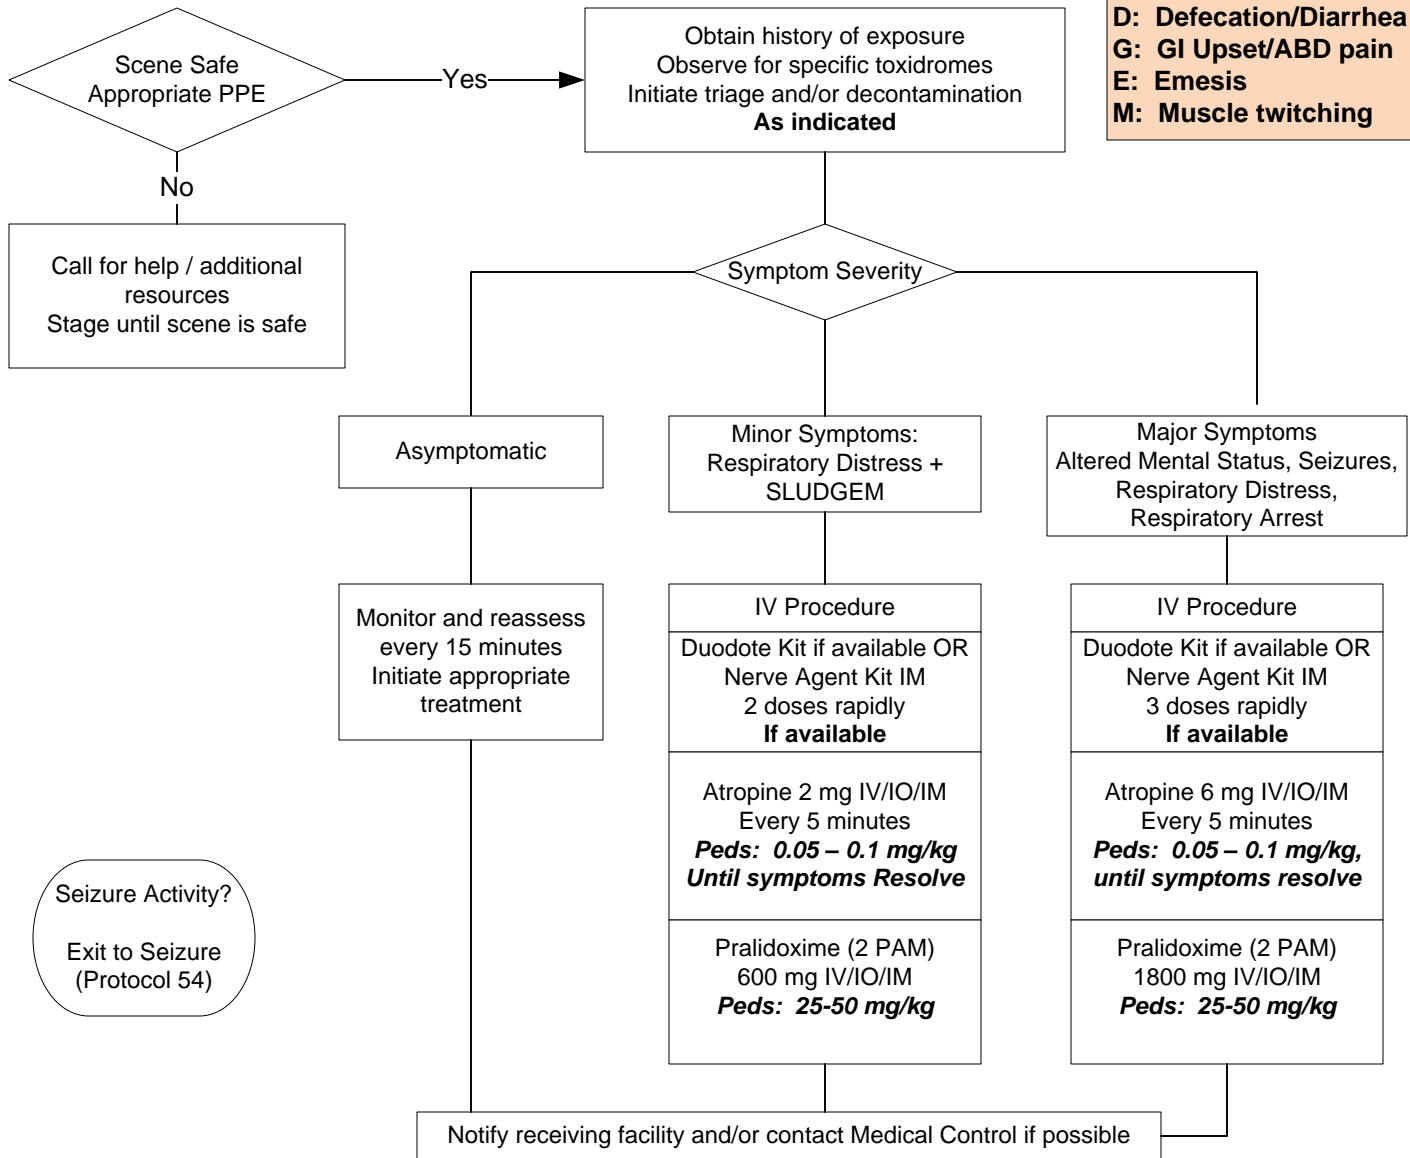 D: Defecation/Diarrhea
G: GI Upset/ABD pain
E: Emesis
M: Muscle twitching
Scene Safe
Appropriate PPE
Yes
Obtain history of exposure
Observe for specific toxidromes
Initiate triage and/or decontamination
As indicated
No
Call for help / additional
resources
Stage until scene is safe
Symptom Severity
Asymptomatic
Monitor and reassess
every 15 minutes
Initiate appropriate
treatment
Minor Symptoms:
Respiratory Distress +
SLUDGEM
IV Procedure
Duodote Kit if available OR
Nerve Agent Kit IM
2 doses rapidly
If available
Atropine 2 mg IV/IO/IM
Every 5 minutes
Peds: 0.05 – 0.1 mg/kg
Until symptoms Resolve
Pralidoxime (2 PAM)
600 mg IV/IO/IM
Peds: 25-50 mg/kg
Major Symptoms
Altered Mental Status, Seizures,
Respiratory Distress,
Respiratory Arrest
IV Procedure
Duodote Kit if available OR
Nerve Agent Kit IM
3 doses rapidly
If available
Atropine 6 mg IV/IO/IM
Every 5 minutes
Peds: 0.05 – 0.1 mg/kg,
until symptoms resolve
Pralidoxime (2 PAM)
1800 mg IV/IO/IM
Peds: 25-50 mg/kg
Seizure Activity?
Exit to Seizure
(Protocol 54)
Notify receiving facility and/or contact Medical Control if possible